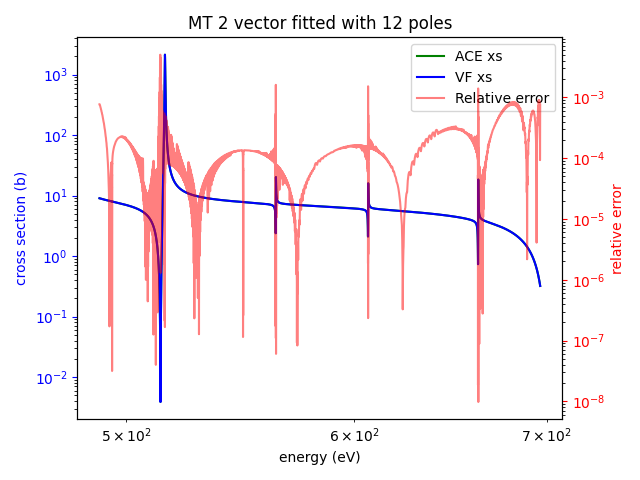 MT 2 vector fitted with 12 poles
ACE xs
VF xs
Relative error
cross section (b)
10³
10²
10¹
10⁰
10⁻¹
10⁻²
10⁻³
10⁻⁴
10⁻⁵
10⁻⁶
10⁻⁷
10⁻⁸
relative error
5 × 10² 6 × 10² 7 × 10²
energy (eV)